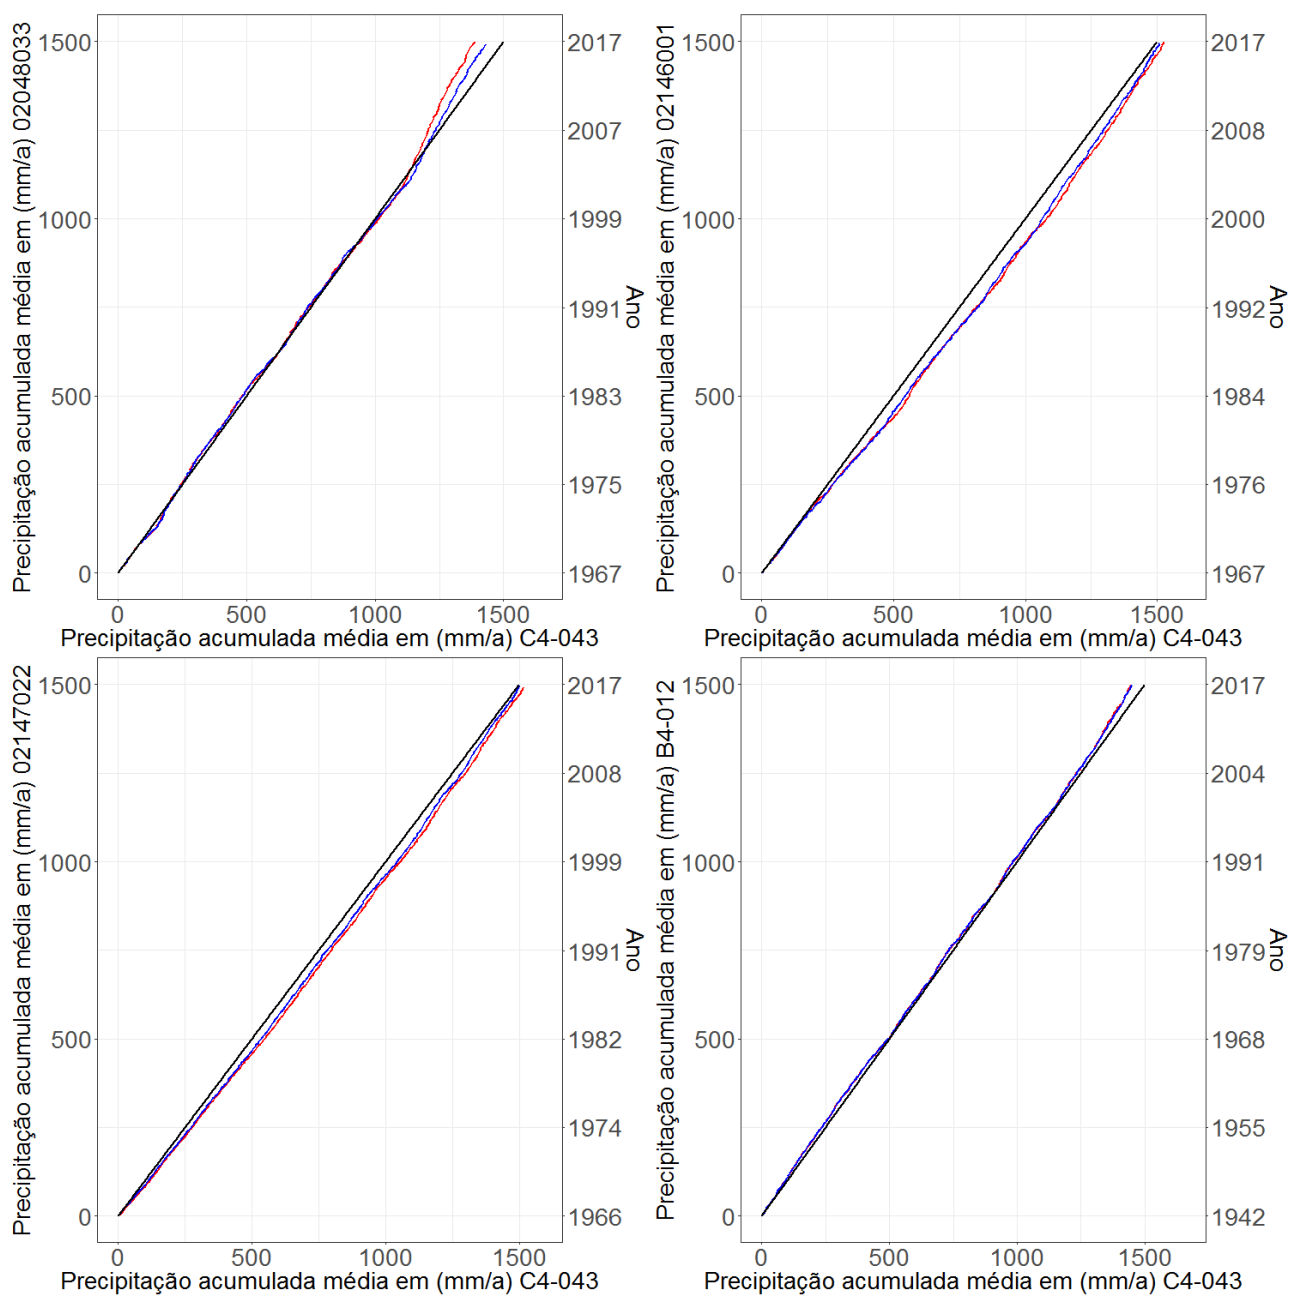 Precipitação acumulada média em (mm/a) 02048033
1500
1000
500
0
0 500 1000 1500
Precipitação acumulada média em (mm/a) C4-043
2017
2007
1999
1991
1983
1975
1967
Ano
Precipitação acumulada média em (mm/a) 02146001
1500
1000
500
0
0 500 1000 1500
Precipitação acumulada média em (mm/a) C4-043
2017
2008
2000
1992
1984
1976
1967
Ano
Precipitação acumulada média em (mm/a) 02147022
1500
1000
500
0
0 500 1000 1500
Precipitação acumulada média em (mm/a) C4-043
2017
2008
1999
1991
1982
1974
1966
Ano
Precipitação acumulada média em (mm/a) B4-012
1500
1000
500
0
0 500 1000 1500
Precipitação acumulada média em (mm/a) C4-043
2017
2004
1991
1979
1968
1955
1942
Ano